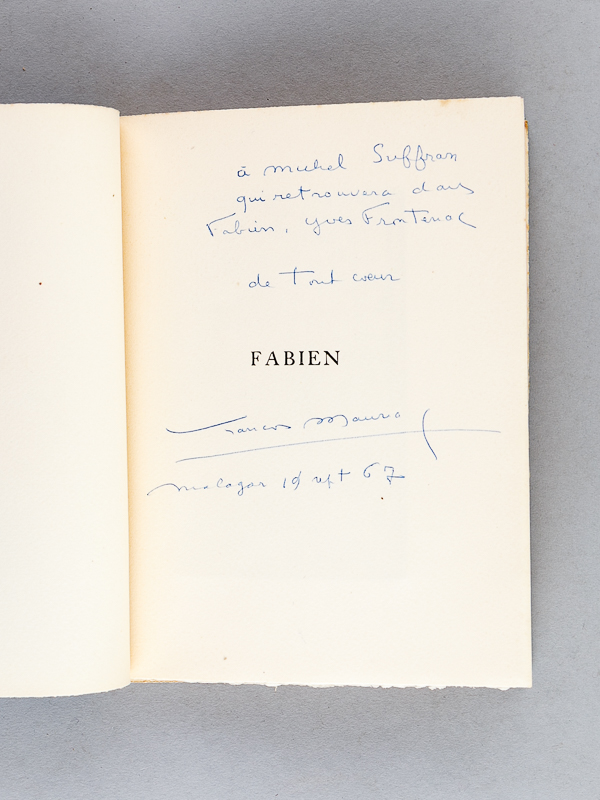 à Michel Suffran
qui retrouvera dans
Fabien, Yves Frontenac
de tout cœur
FABIEN
François Mauriac
Malagar 19 sept 67